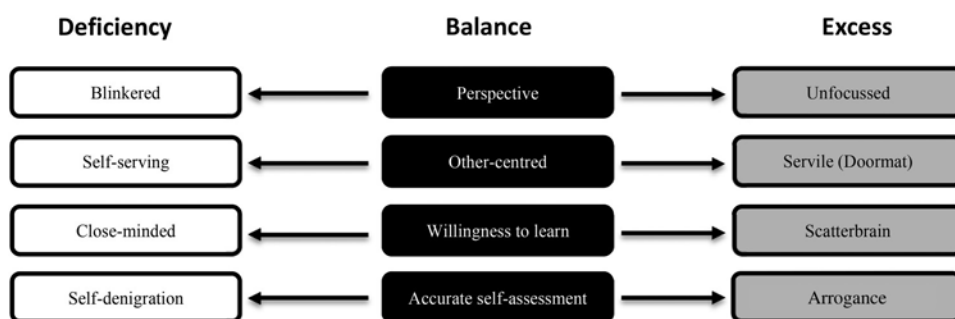 Deficiency Balance Excess
Blinkered Perspective Unfocussed
Self-serving Other-centred Servile (Doormat)
Close-minded Willingness to learn Scatterbrain
Self-denigration Accurate self-assessment Arrogance